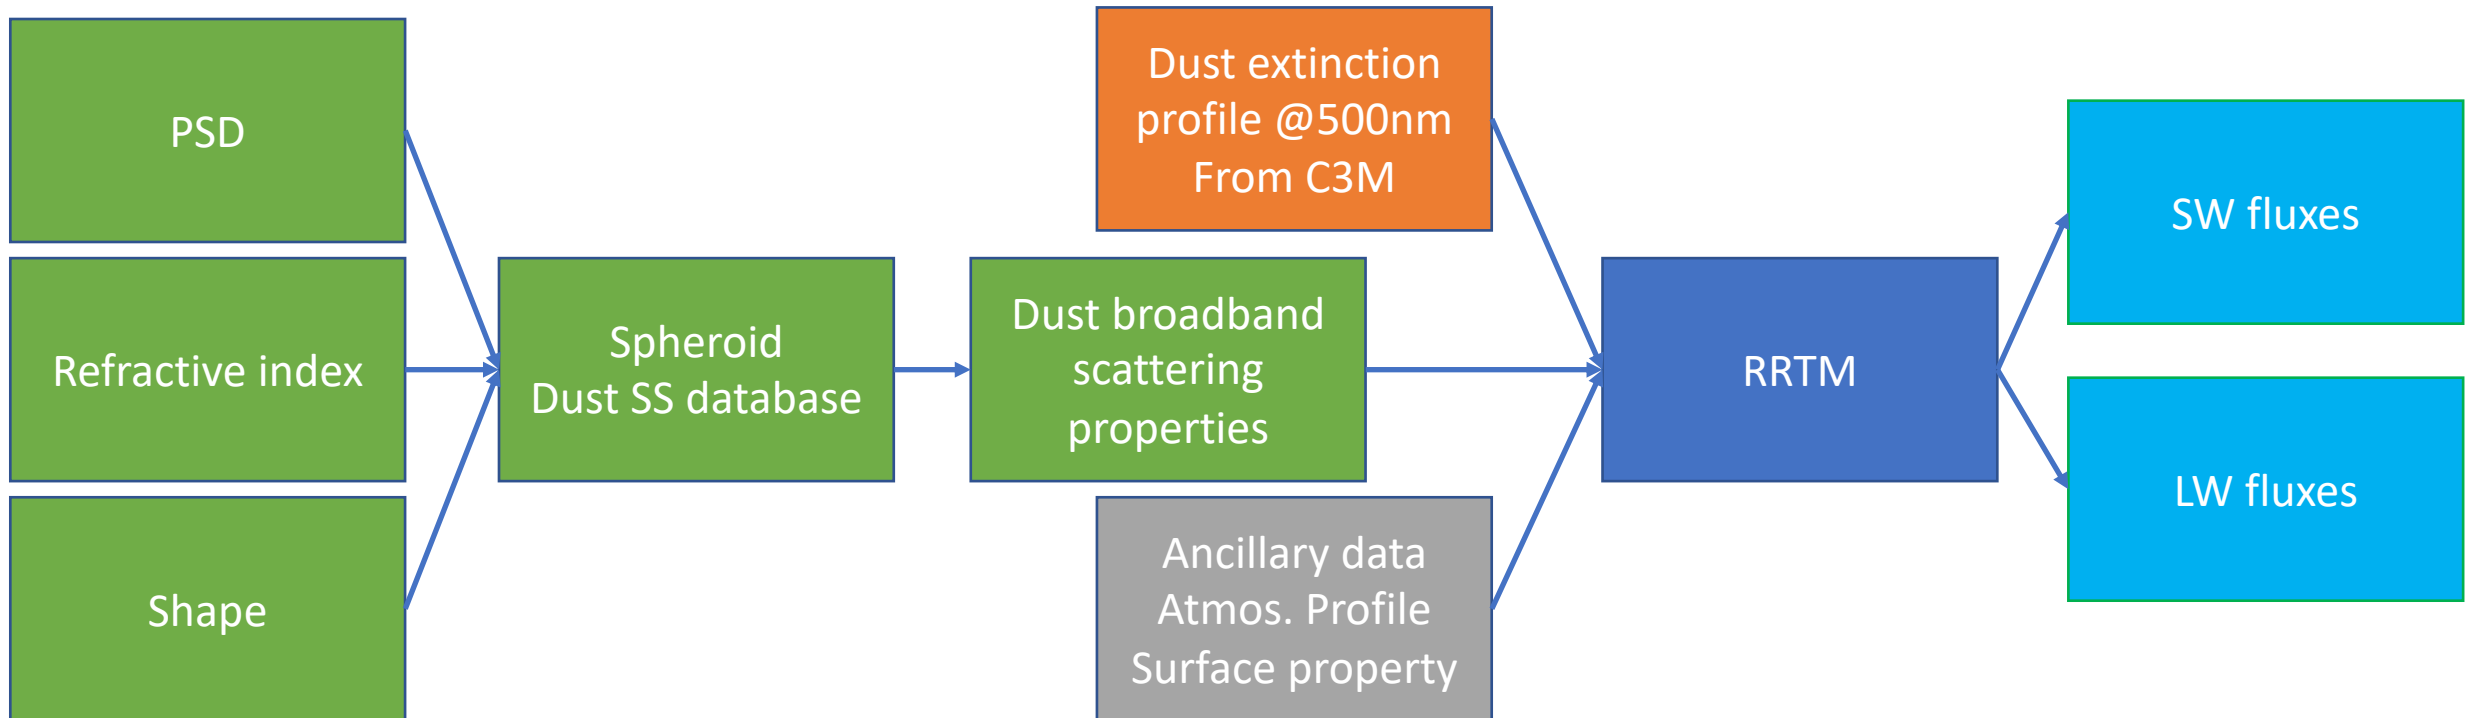 PSD
Refractive index
Shape
Spheroid
Dust SS database
Dust broadband
scattering
properties
Dust extinction
profile @500nm
From C3M
Ancillary data
Atmos. Profile
Surface property
RRTM
SW fluxes
LW fluxes